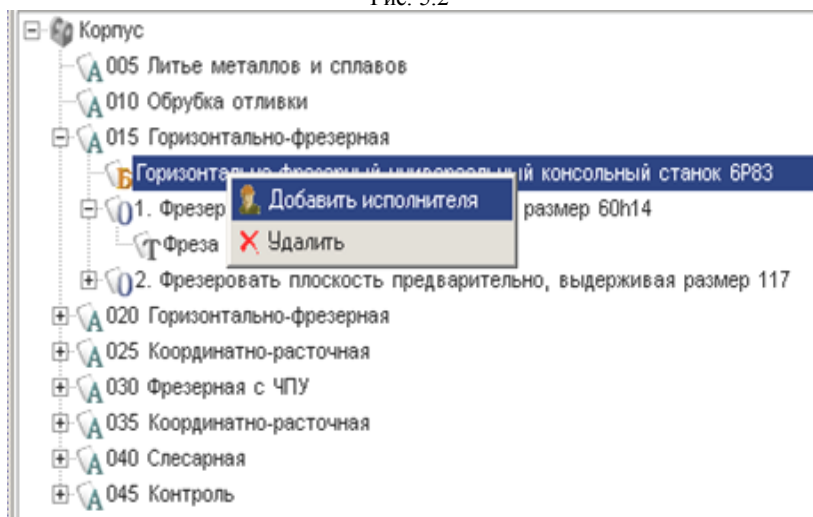 Рис. 5.2
Корпус
А 005 Литье металлов и сплавов
А 010 Обрубка отливки
А 015 Горизонтально-фрезерная
Б Горизонтально-фрезерный универсальный консольный станок 6Р83
О 1. Фрезер размер 60h14
Добавить исполнителя
Т Фреза
Удалить
О 2. Фрезеровать плоскость предварительно, выдерживая размер 117
А 020 Горизонтально-фрезерная
А 025 Координатно-расточная
А 030 Фрезерная с ЧПУ
А 035 Координатно-расточная
А 040 Слесарная
А 045 Контроль